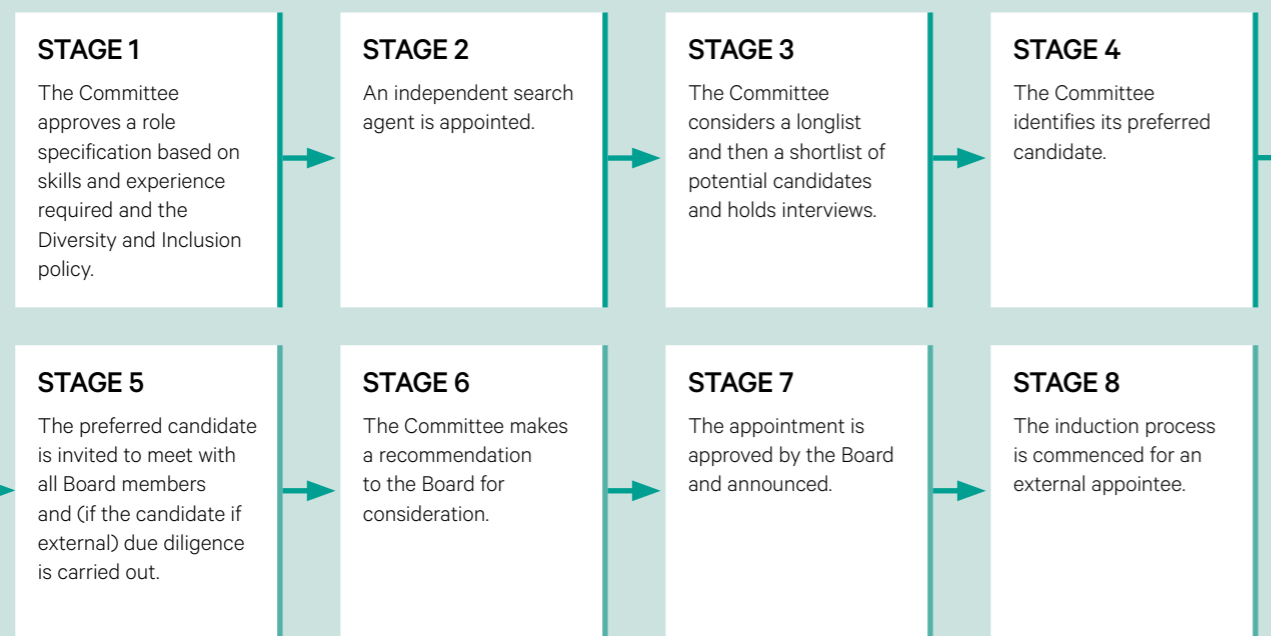 STAGE 1
The Committee
approves a role
specification based on
skills and experience
required and the
Diversity and Inclusion
policy.
STAGE 2
An independent search
agent is appointed.
STAGE 3
The Committee
considers a longlist
and then a shortlist of
potential candidates
and holds interviews.
STAGE 4
The Committee
identifies its preferred
candidate.
STAGE 5
The preferred candidate
is invited to meet with
all Board members
and (if the candidate if
external) due diligence
is carried out.
STAGE 6
The Committee makes
a recommendation
to the Board for
consideration.
STAGE 7
The appointment is
approved by the Board
and announced.
STAGE 8
The induction process
is commenced for an
external appointee.